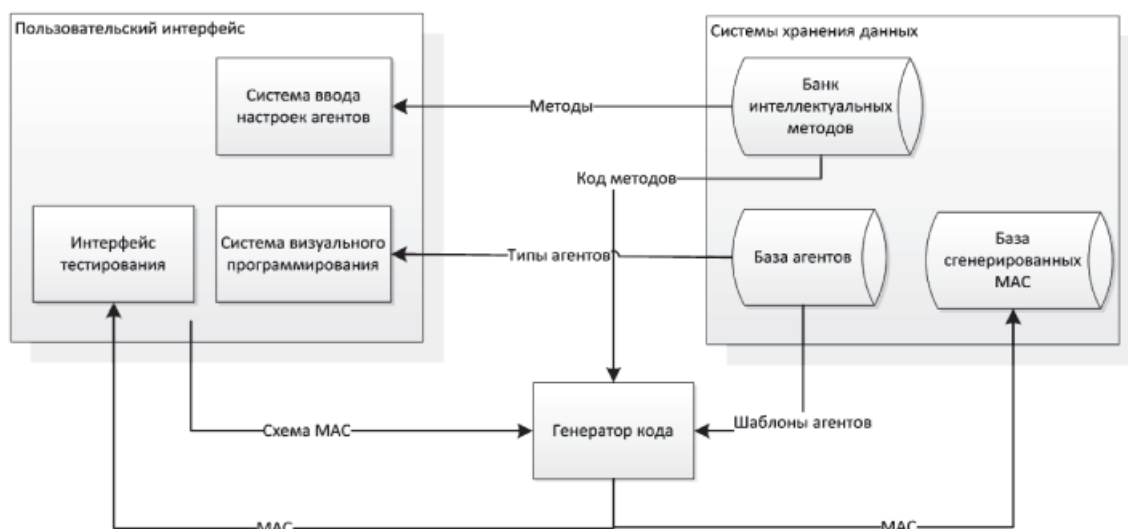 Пользовательский интерфейс
Система ввода
настроек агентов
Интерфейс
тестирования
Система визуального
программирования
Системы хранения данных
Банк
интеллектуальных
методов
База агентов
База
сгенерированных
МАС
Методы
Код методов
Типы агентов
Схема МАС
Генератор кода
Шаблоны агентов
МАС
МАС